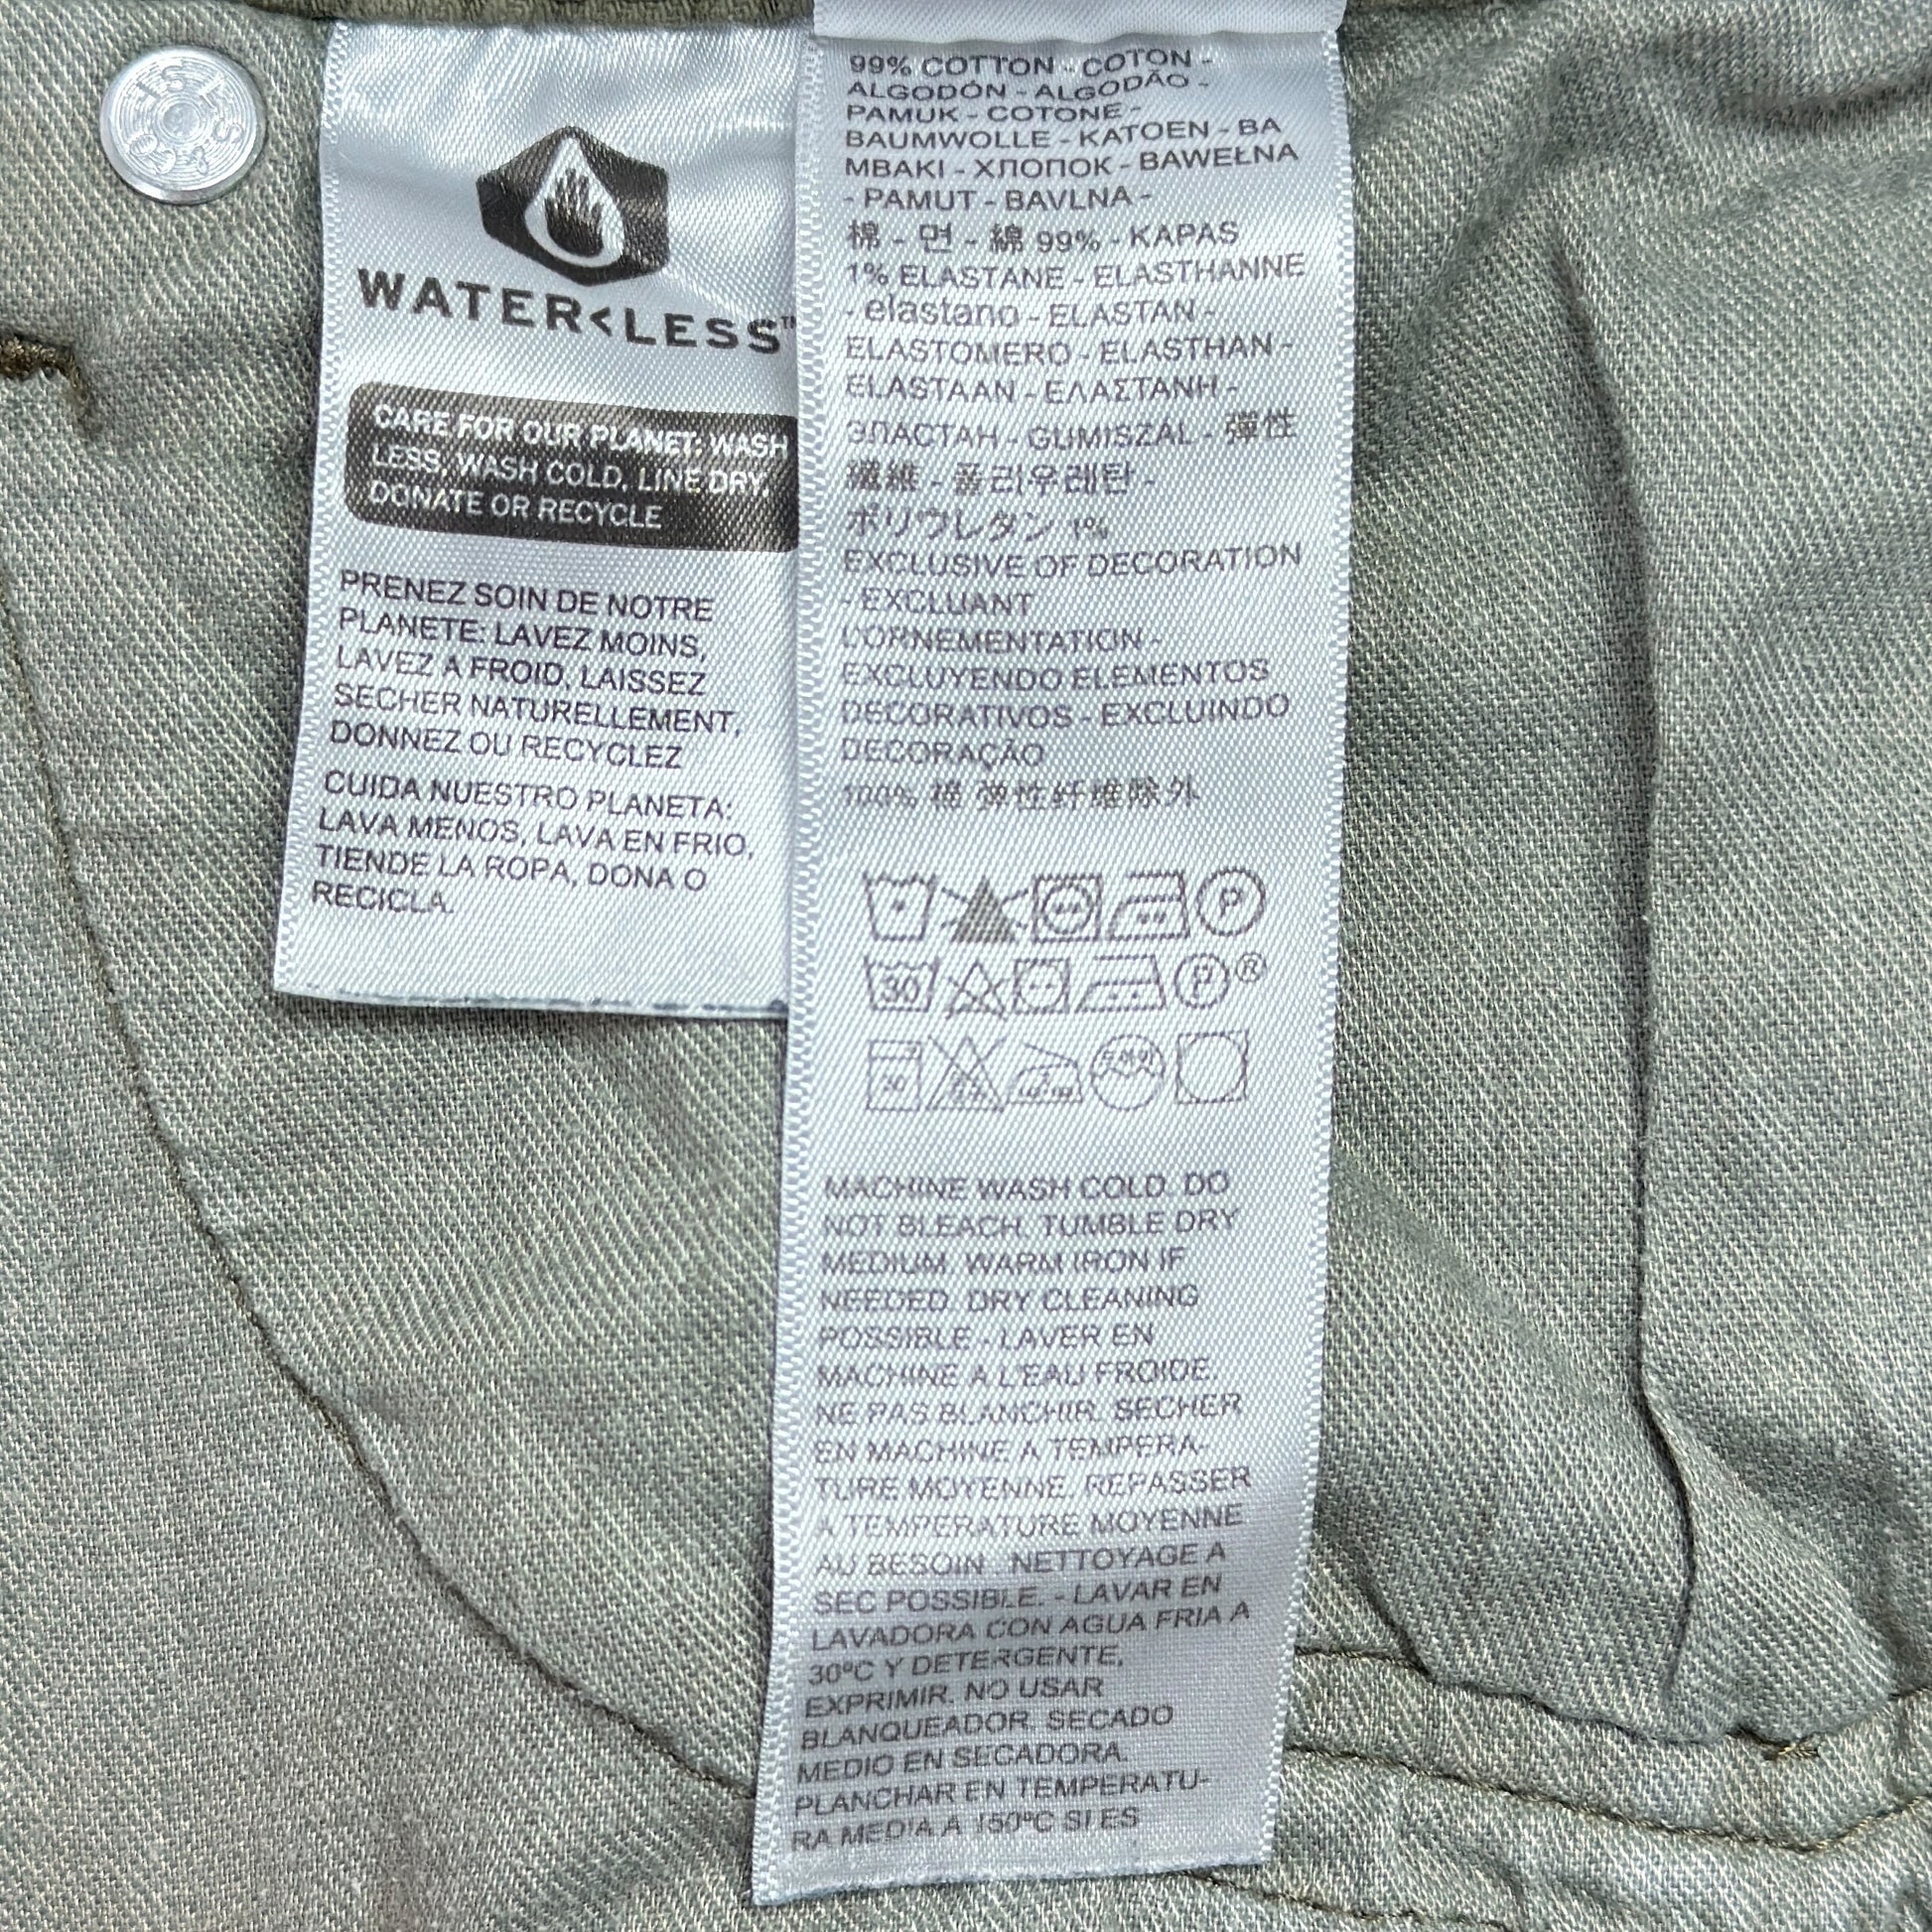 WATER<LESS™
CARE FOR OUR PLANET: WASH
LESS, WASH COLD, LINE DRY,
DONATE OR RECYCLE
PRENEZ SOIN DE NOTRE
PLANETE: LAVEZ MOINS,
LAVEZ A FROID, LAISSEZ
SECHER NATURELLEMENT,
DONNEZ OU RECYCLEZ
CUIDA NUESTRO PLANETA:
LAVA MENOS, LAVA EN FRIO,
TIENDE LA ROPA, DONA O
RECICLA.
99% COTTON - COTON -
ALGODÓN - ALGODÃO -
PAMUK - COTONE -
BAUMWOLLE - KATOEN - BA
MBAKI - ХЛОПОК - BAWEŁNA
- PAMUT - BAVLNA -
棉 - 면 - 綿 99% - KAPAS
1% ELASTANE - ELASTHANNE
- elastano - ELASTAN -
ELASTOMERO - ELASTHAN -
ELASTAAN - ΕΛΑΣΤΑΝΗ -
ЭЛАСТАН - GUMISZÁL - 彈性
纖維 - 폴리우레탄 -
ポリウレタン 1%
EXCLUSIVE OF DECORATION
- EXCLUANT
L'ORNEMENTATION -
EXCLUYENDO ELEMENTOS
DECORATIVOS - EXCLUINDO
DECORAÇÃO
100% 棉 弹性纤维除外
P
30 P ®
30 드라이
MACHINE WASH COLD. DO
NOT BLEACH. TUMBLE DRY
MEDIUM. WARM IRON IF
NEEDED. DRY CLEANING
POSSIBLE - LAVER EN
MACHINE A L'EAU FROIDE.
NE PAS BLANCHIR. SECHER
EN MACHINE A TEMPERA-
TURE MOYENNE. REPASSER
A TEMPERATURE MOYENNE
AU BESOIN. NETTOYAGE A
SEC POSSIBLE. - LAVAR EN
LAVADORA CON AGUA FRIA A
30ºC Y DETERGENTE,
EXPRIMIR. NO USAR
BLANQUEADOR. SECADO
MEDIO EN SECADORA.
PLANCHAR EN TEMPERATU-
RA MEDIA A 150ºC SI ES